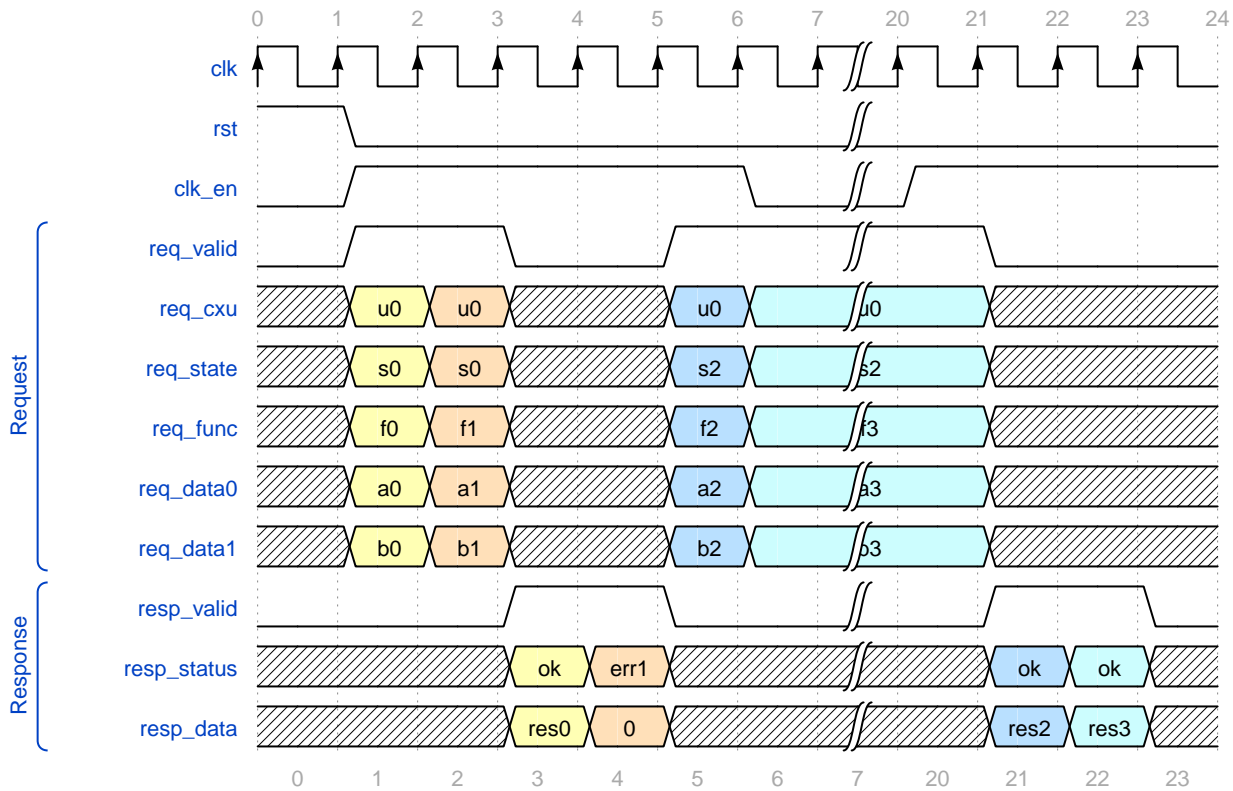 0 1 2 3 4 5 6 7 20 21 22 23 24
clk
rst
clk_en
Request
req_valid
req_cxu u0 u0 u0 u0
req_state s0 s0 s2 s2
req_func f0 f1 f2 f3
req_data0 a0 a1 a2 a3
req_data1 b0 b1 b2 b3
Response
resp_valid
resp_status ok err1 ok ok
resp_data res0 0 res2 res3
0 1 2 3 4 5 6 7 20 21 22 23